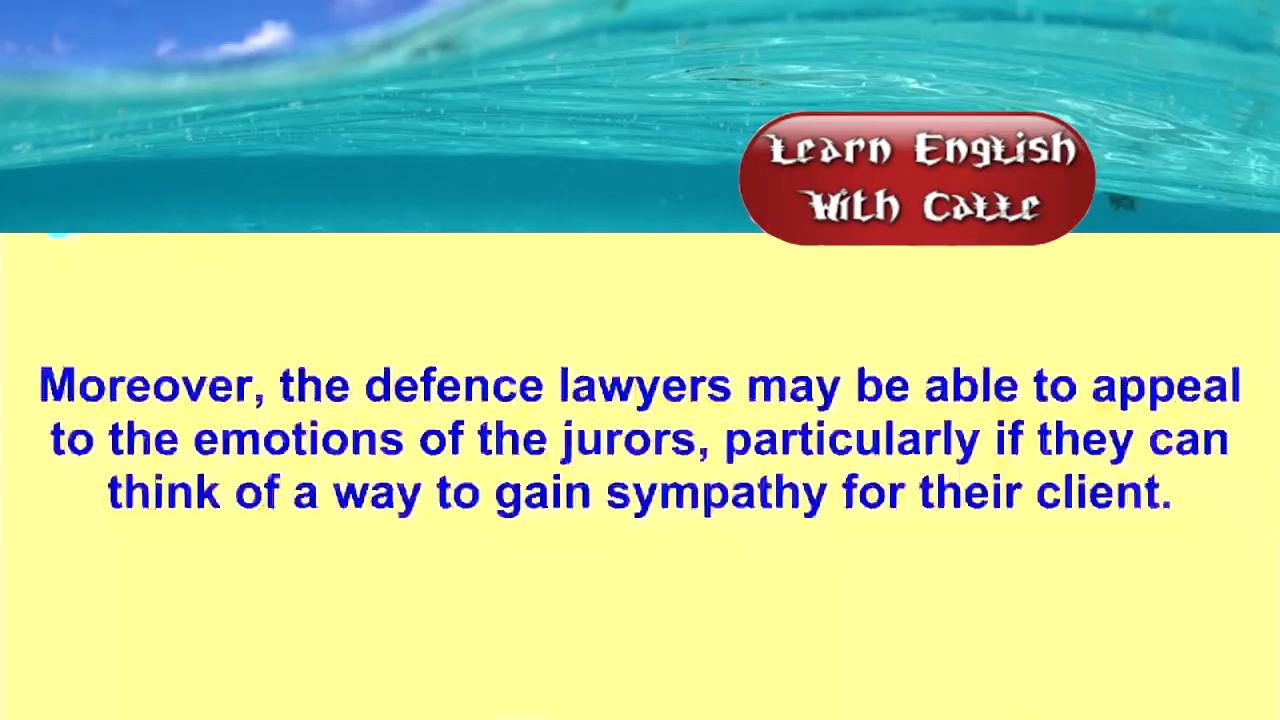 Learn English
With Calle
Moreover, the defence lawyers may be able to appeal
to the emotions of the jurors, particularly if they can
think of a way to gain sympathy for their client.